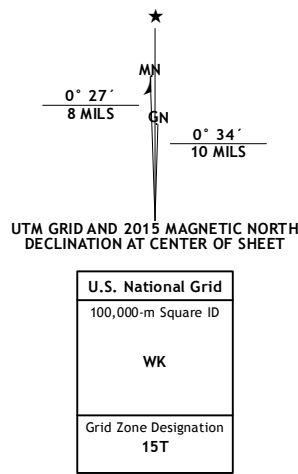 ★
MN
0° 27´
8 MILS
GN
0° 34´
10 MILS
UTM GRID AND 2015 MAGNETIC NORTH
DECLINATION AT CENTER OF SHEET
U.S. National Grid
100,000-m Square ID
WK
Grid Zone Designation
15T